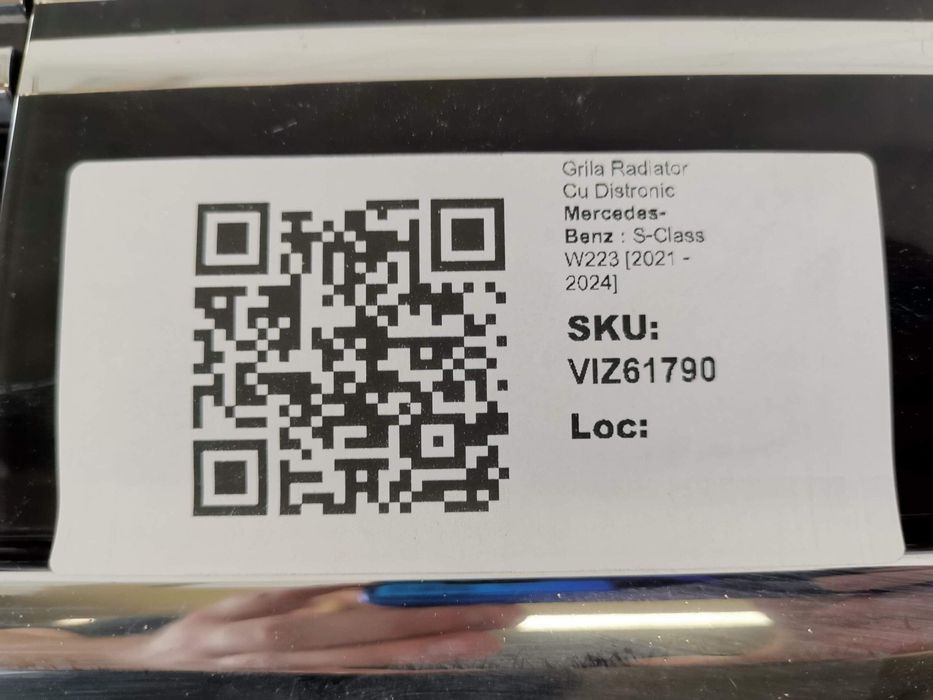 Grila Radiator
Cu Distronic
Mercedes-
Benz : S-Class
W223 [2021 -
2024]
SKU:
VIZ61790
Loc: